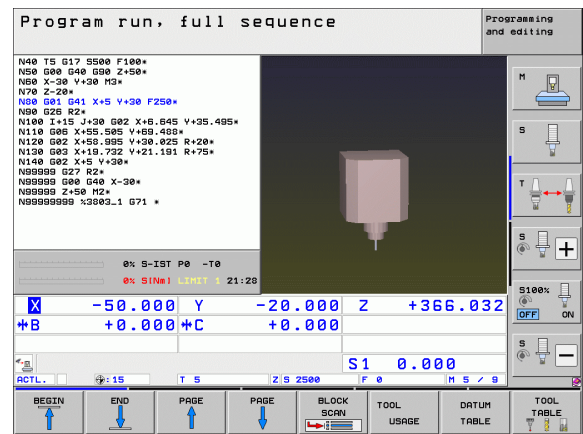 Program run, full sequence
Programming
and editing
N40 T5 G17 S500 F100*
N50 G00 G40 G90 Z+50*
N60 X-30 Y+30 M3*
N70 Z-20*
N80 G01 G41 X+5 Y+30 F250*
N90 G26 R2*
N100 I+15 J+30 G02 X+6.645 Y+35.495*
N110 G06 X+55.505 Y+69.488*
N120 G02 X+58.995 Y+30.025 R+20*
N130 G03 X+19.732 Y+21.191 R+75*
N140 G02 X+5 Y+30*
N99999 G27 R2*
N99999 G00 G40 X-30*
N99999 Z+50 M2*
N99999999 %3803_1 G71 *
0% S-IST P0 -T0
0% S[Nm] LIMIT 1 21:28
X -50.000 Y -20.000 Z +366.032
B +0.000 C +0.000
S1 0.00
ACTL. : 15 T 5 Z S 2500 F 0 M 5 / 9
M
S
T
S
S100%
OFF ON
S
BEGIN
END
PAGE
PAGE
BLOCK
SCAN
TOOL
USAGE
DATUM
TABLE
TOOL
TABLE